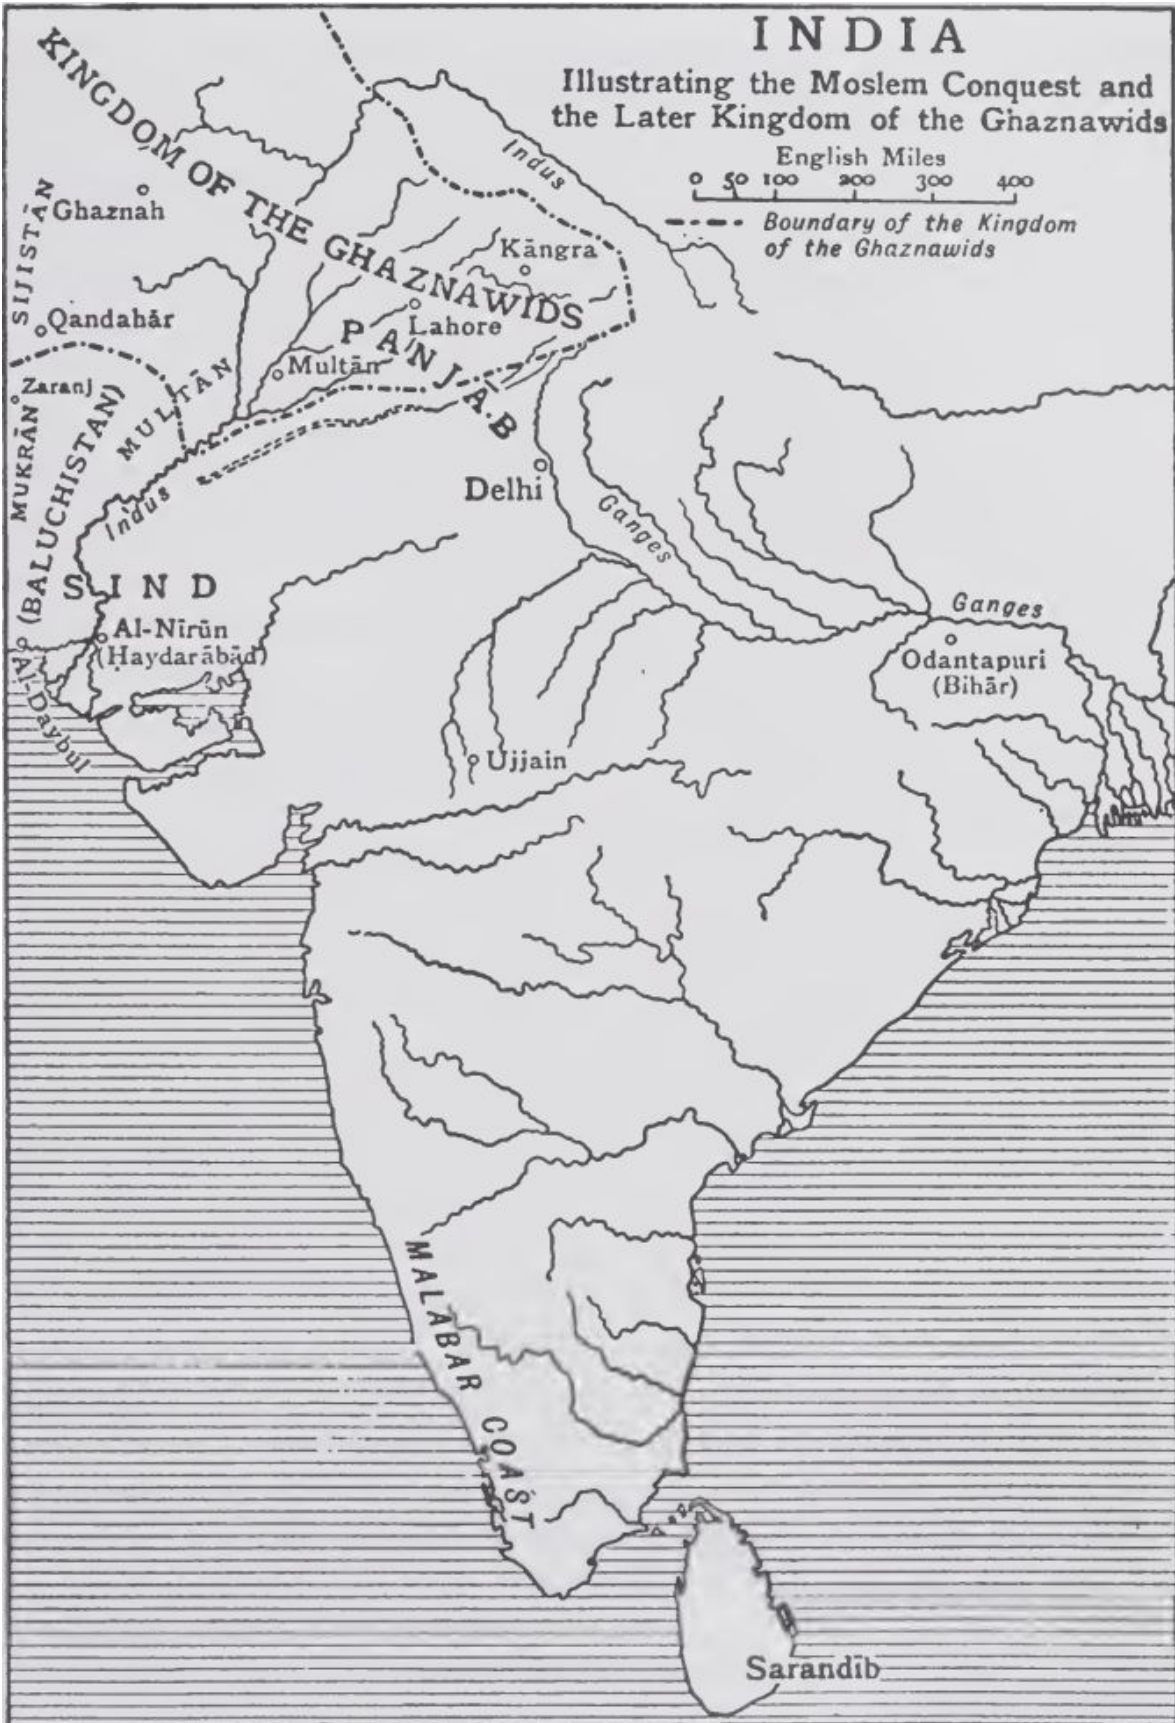 INDIA
Illustrating the Moslem Conquest and
the Later Kingdom of the Ghaznawids
English Miles
0 50 100 200 300 400
Boundary of the Kingdom
of the Ghaznawids
KINGDOM OF THE GHAZNAWIDS
Indus
SIJISTĀN
Ghaznah
Kāngra
Qandahār
Lahore
PANJĀB
Multān
Zaranj
MULTĀN
MUKRĀN
(BALUCHISTAN)
Indus
Delhi
Ganges
SIND
Ganges
Al-Nīrūn
(Ḥaydarābād)
Al-Daybul
Odantapuri
(Bihār)
Ujjain
MALABAR COAST
Sarandīb